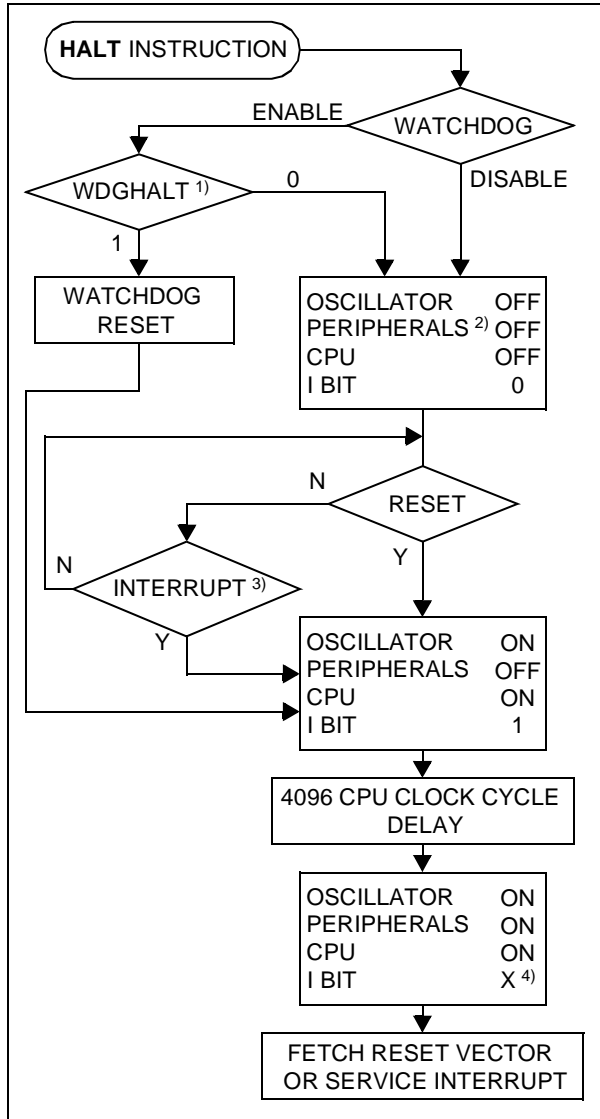 HALT INSTRUCTION
ENABLE
WATCHDOG
WDGHALT 1)
0
DISABLE
1
WATCHDOG
RESET
OSCILLATOR OFF
PERIPHERALS 2) OFF
CPU OFF
I BIT 0
N
RESET
Y
N
INTERRUPT 3)
Y
OSCILLATOR ON
PERIPHERALS OFF
CPU ON
I BIT 1
4096 CPU CLOCK CYCLE
DELAY
OSCILLATOR ON
PERIPHERALS ON
CPU ON
I BIT X 4)
FETCH RESET VECTOR
OR SERVICE INTERRUPT